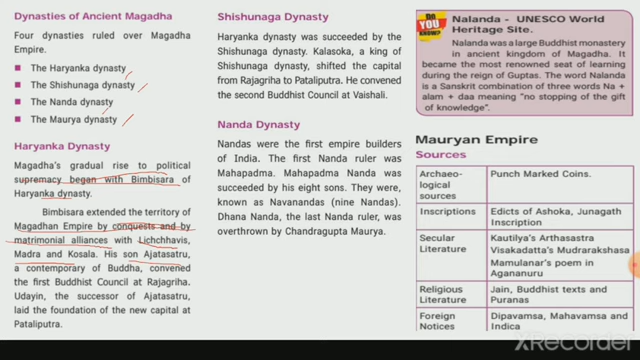 Dynasties of Ancient Magadha
Four dynasties ruled over Magadha
Empire.
The Haryanka dynasty
The Shishunaga dynasty
The Nanda dynasty
The Maurya dynasty
Haryanka Dynasty
Magadha's gradual rise to political
supremacy began with Bimbisara of
Haryanka dynasty.
Bimbisara extended the territory of
Magadhan Empire by conquests and by
matrimonial alliances with Lichchhavis,
Madra and Kosala. His son Ajatasatru,
a contemporary of Buddha, convened
the first Buddhist Council at Rajagriha.
Udayin, the successor of Ajatasatru,
laid the foundation of the new capital at
Pataliputra.
Shishunaga Dynasty
Haryanka dynasty was succeeded by the
Shishunaga dynasty. Kalasoka, a king of
Shishunaga dynasty, shifted the capital
from Rajagriha to Pataliputra. He convened
the second Buddhist Council at Vaishali.
Nanda Dynasty
Nandas were the first empire builders
of India. The first Nanda ruler was
Mahapadma. Mahapadma Nanda was
succeeded by his eight sons. They were,
known as Navanandas (nine Nandas).
Dhana Nanda, the last Nanda ruler, was
overthrown by Chandragupta Maurya.
DO YOU KNOW?
Nalanda - UNESCO World
Heritage Site.
Nalanda was a large Buddhist monastery
in ancient kingdom of Magadha. It
became the most renowned seat of learning
during the reign of Guptas. The word Nalanda
is a Sanskrit combination of three words Na +
alam + daa meaning "no stopping of the gift
of knowledge".
Mauryan Empire
Sources
Archaeo-
logical
sources
Punch Marked Coins.
Inscriptions
Edicts of Ashoka, Junagath
Inscription
Secular
Literature
Kautilya's Arthasastra
Visakadatta's Mudrarakshasa
Mamulanar's poem in
Agananuru
Religious
Literature
Jain, Buddhist texts and
Puranas
Foreign
Notices
Dipavamsa, Mahavamsa and
Indica
XRecorder